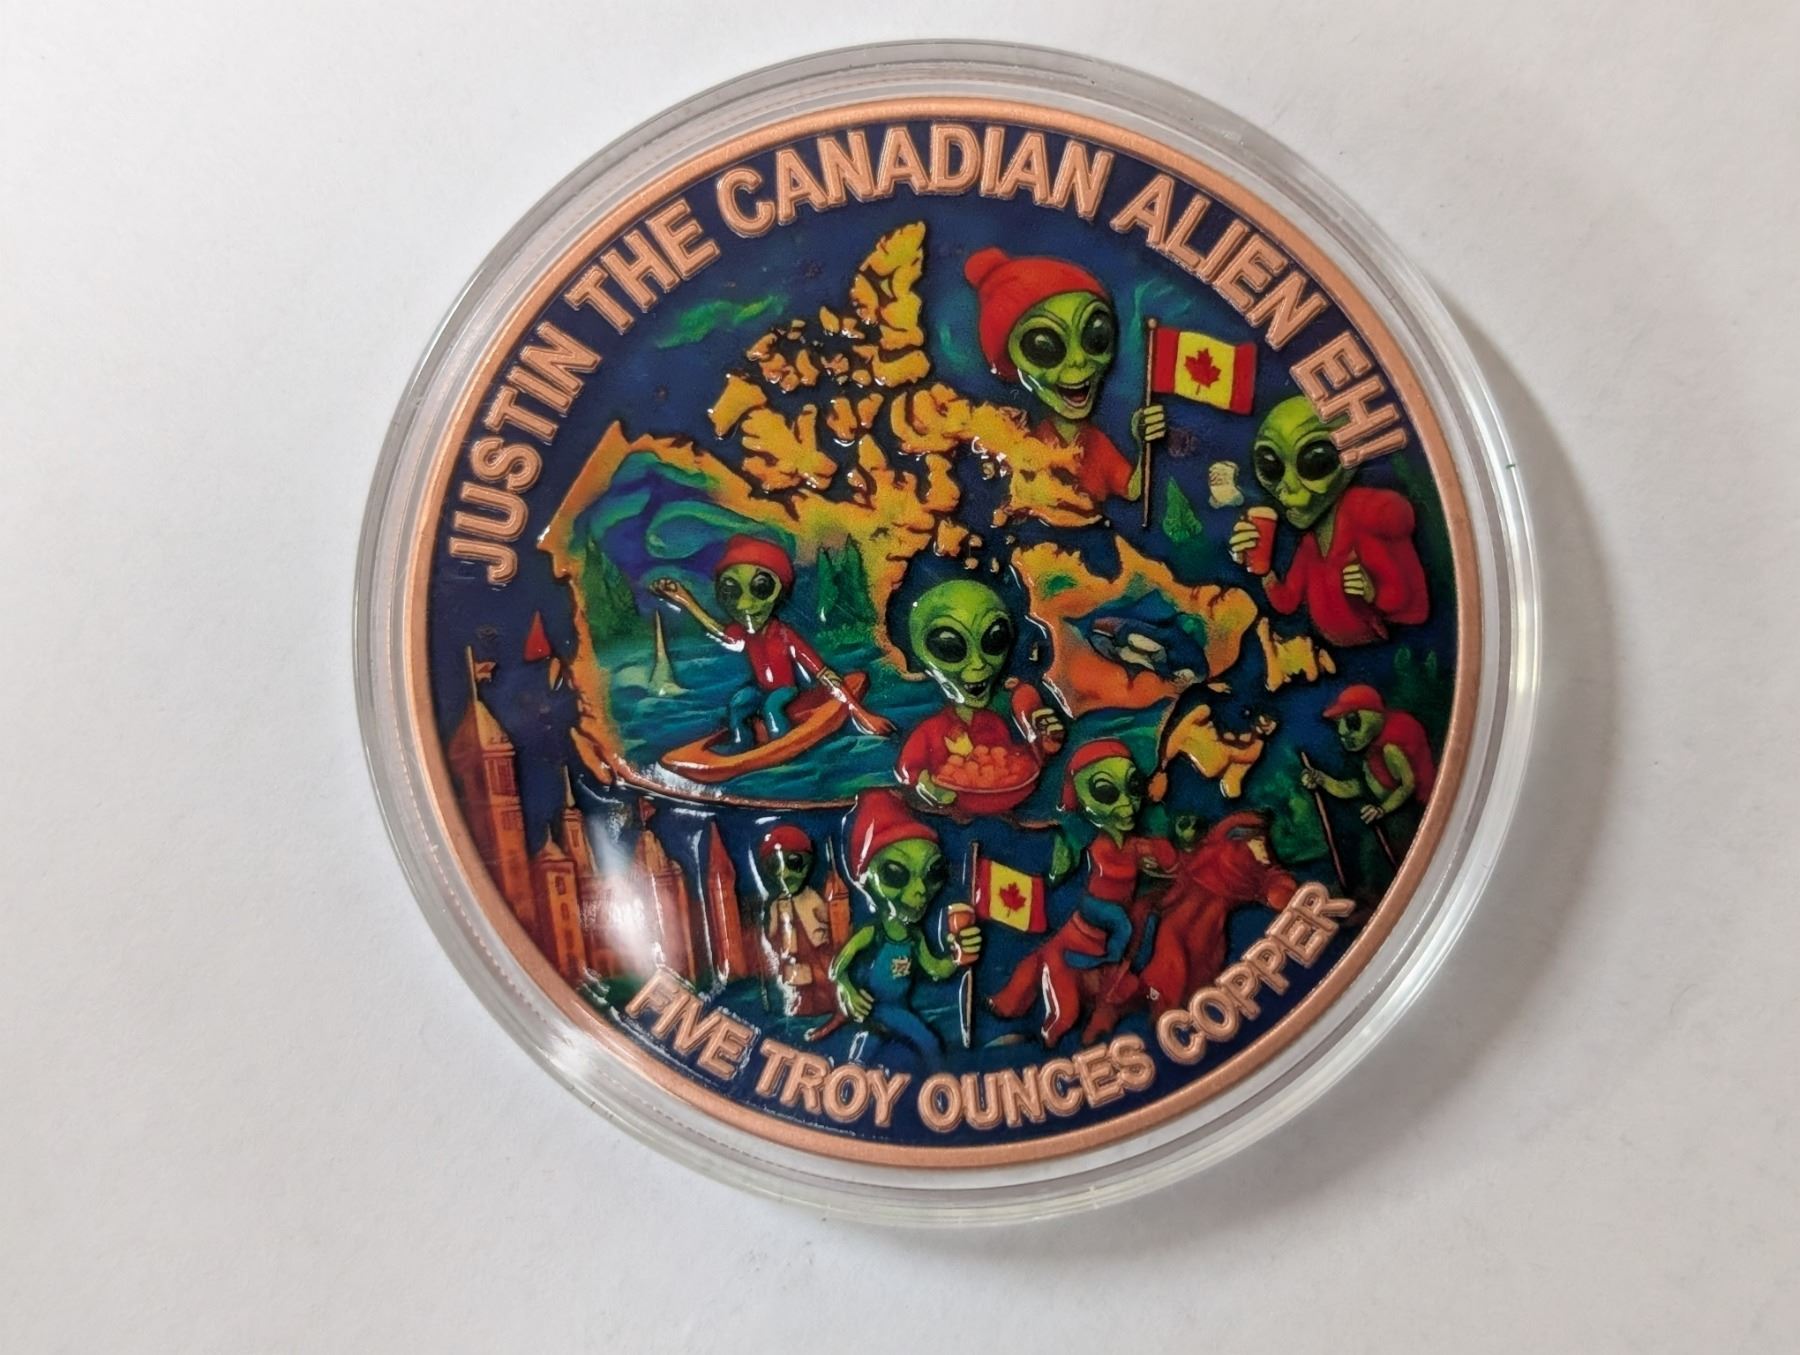 JUSTIN THE CANADIAN ALIEN EH!
FIVE TROY OUNCES COPPER